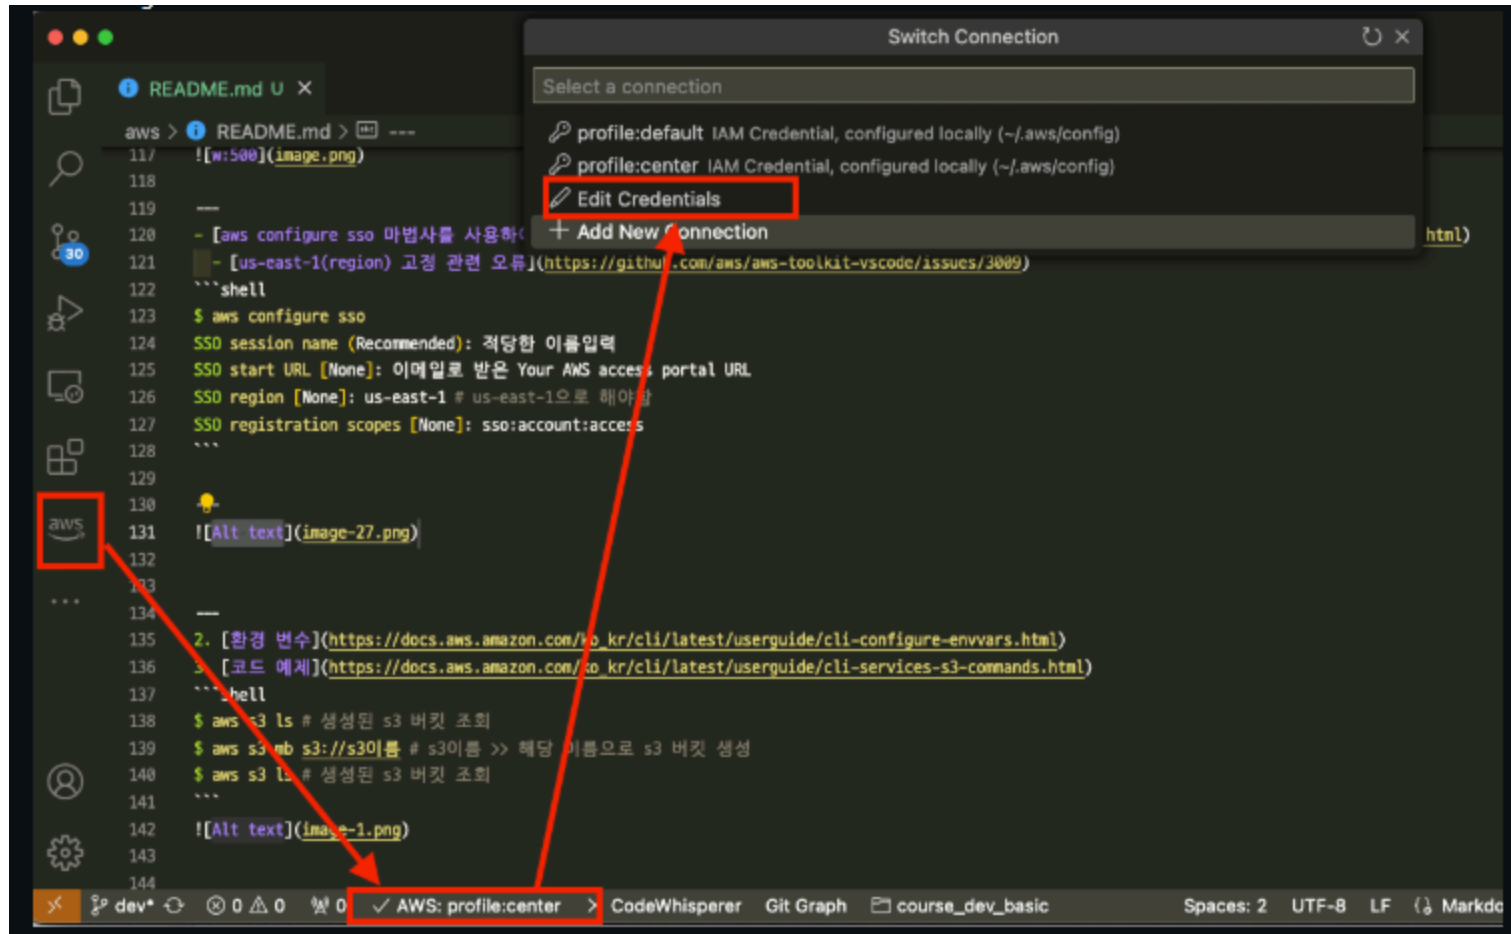 Switch Connection
README.md U
Select a connection
aws > README.md > ---
profile:default IAM Credential, configured locally (~/.aws/config)
profile:center IAM Credential, configured locally (~/.aws/config)
Edit Credentials
Add New Connection
117 ![w:500](image.png)
118
119 ---
120 - [aws configure sso 마법사를 사용하여 html)
30
121 - [us-east-1(region) 고정 관련 오류](https://github.com/aws/aws-toolkit-vscode/issues/3009)
122 ```shell
123 $ aws configure sso
124 SSO session name (Recommended): 적당한 이름입력
125 SSO start URL [None]: 이메일로 받은 Your AWS access portal URL
126 SSO region [None]: us-east-1 # us-east-1으로 해야함
127 SSO registration scopes [None]: sso:account:access
128 ```
129
130
aws
131 ![Alt text](image-27.png)
132
133
134 ---
135 2. [환경 변수](https://docs.aws.amazon.com/ko_kr/cli/latest/userguide/cli-configure-envvars.html)
136 3. [코드 예제](https://docs.aws.amazon.com/ko_kr/cli/latest/userguide/cli-services-s3-commands.html)
137 ```shell
138 $ aws s3 ls # 생성된 s3 버킷 조회
139 $ aws s3 mb s3://s3이름 # s3이름 >> 해당 이름으로 s3 버킷 생성
140 $ aws s3 ls # 생성된 s3 버킷 조회
141 ```
142 ![Alt text](image-1.png)
143
144
dev* 0 0 0 AWS: profile:center CodeWhisperer Git Graph course_dev_basic Spaces: 2 UTF-8 LF Markdo